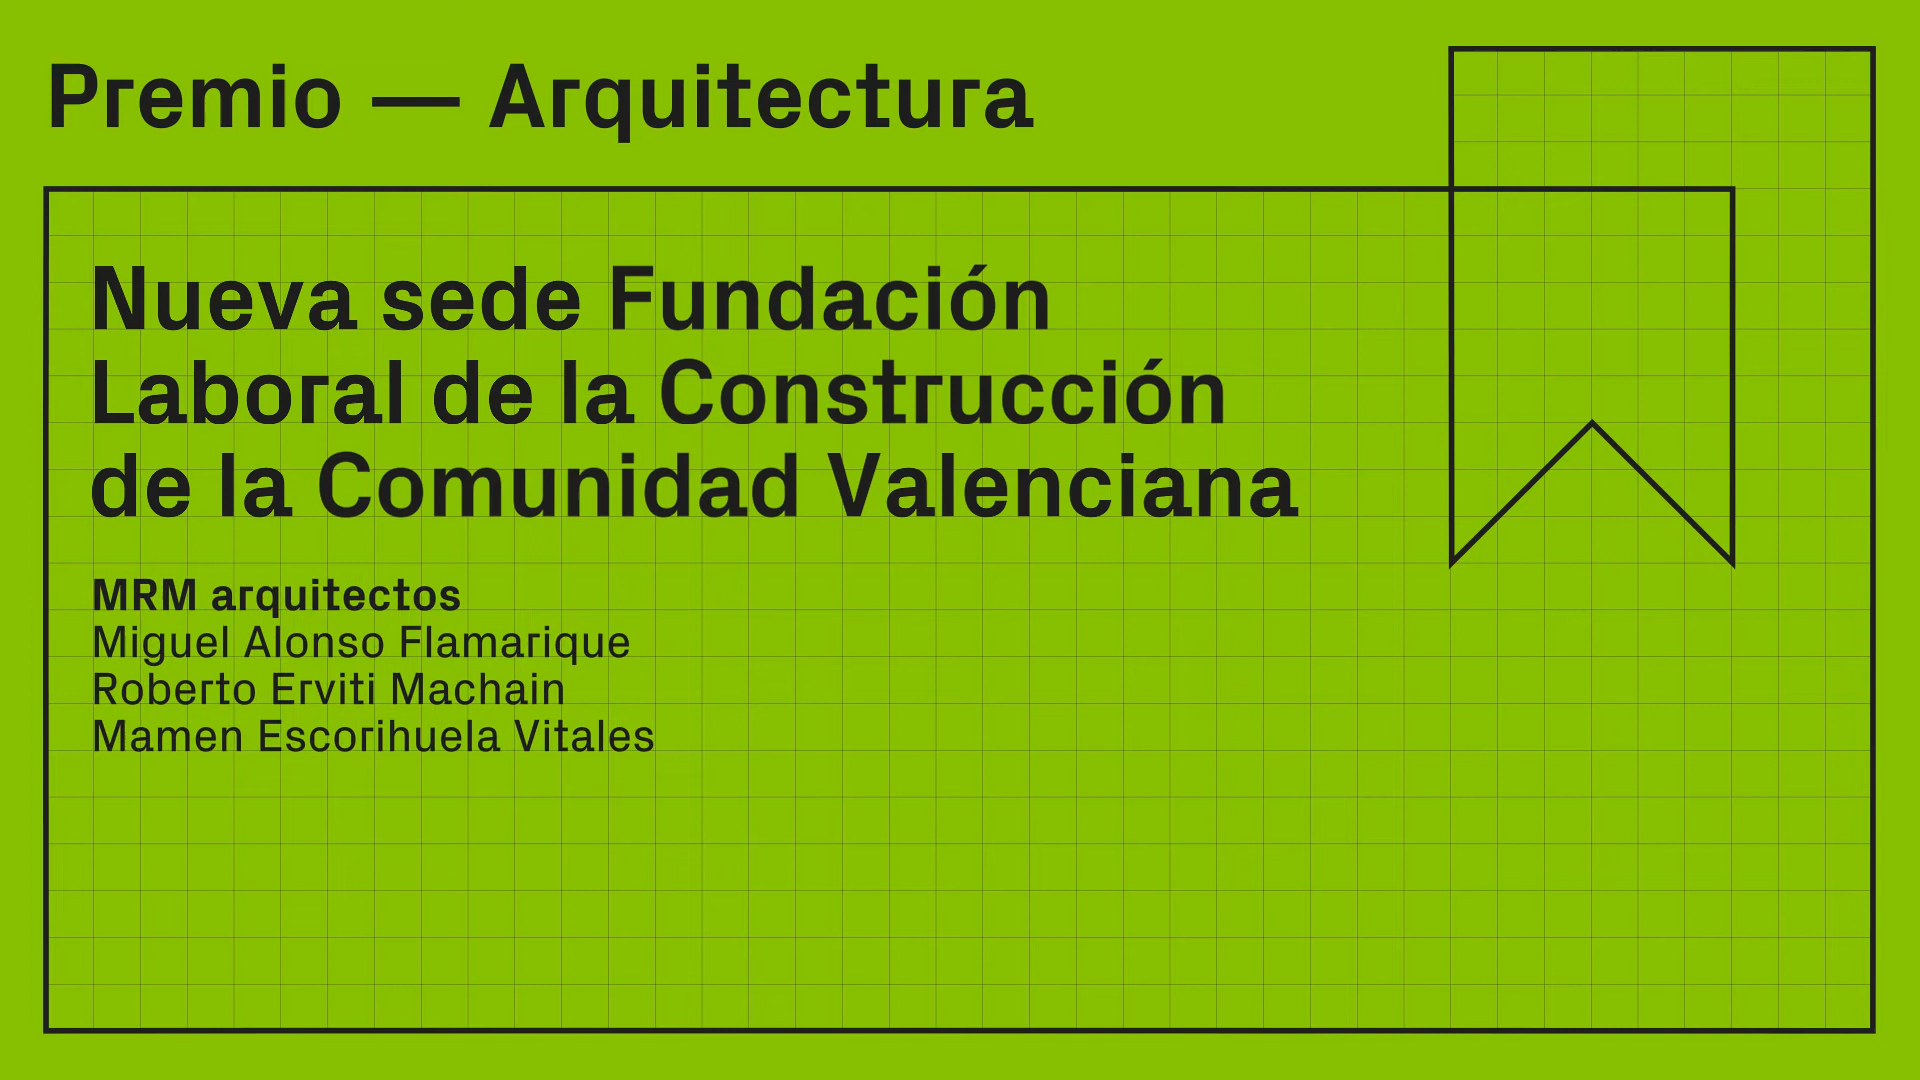 Premio — Arquitectura
Nueva sede Fundación
Laboral de la Construcción
de la Comunidad Valenciana
MRM arquitectos
Miguel Alonso Flamarique
Roberto Erviti Machain
Mamen Escorihuela Vitales